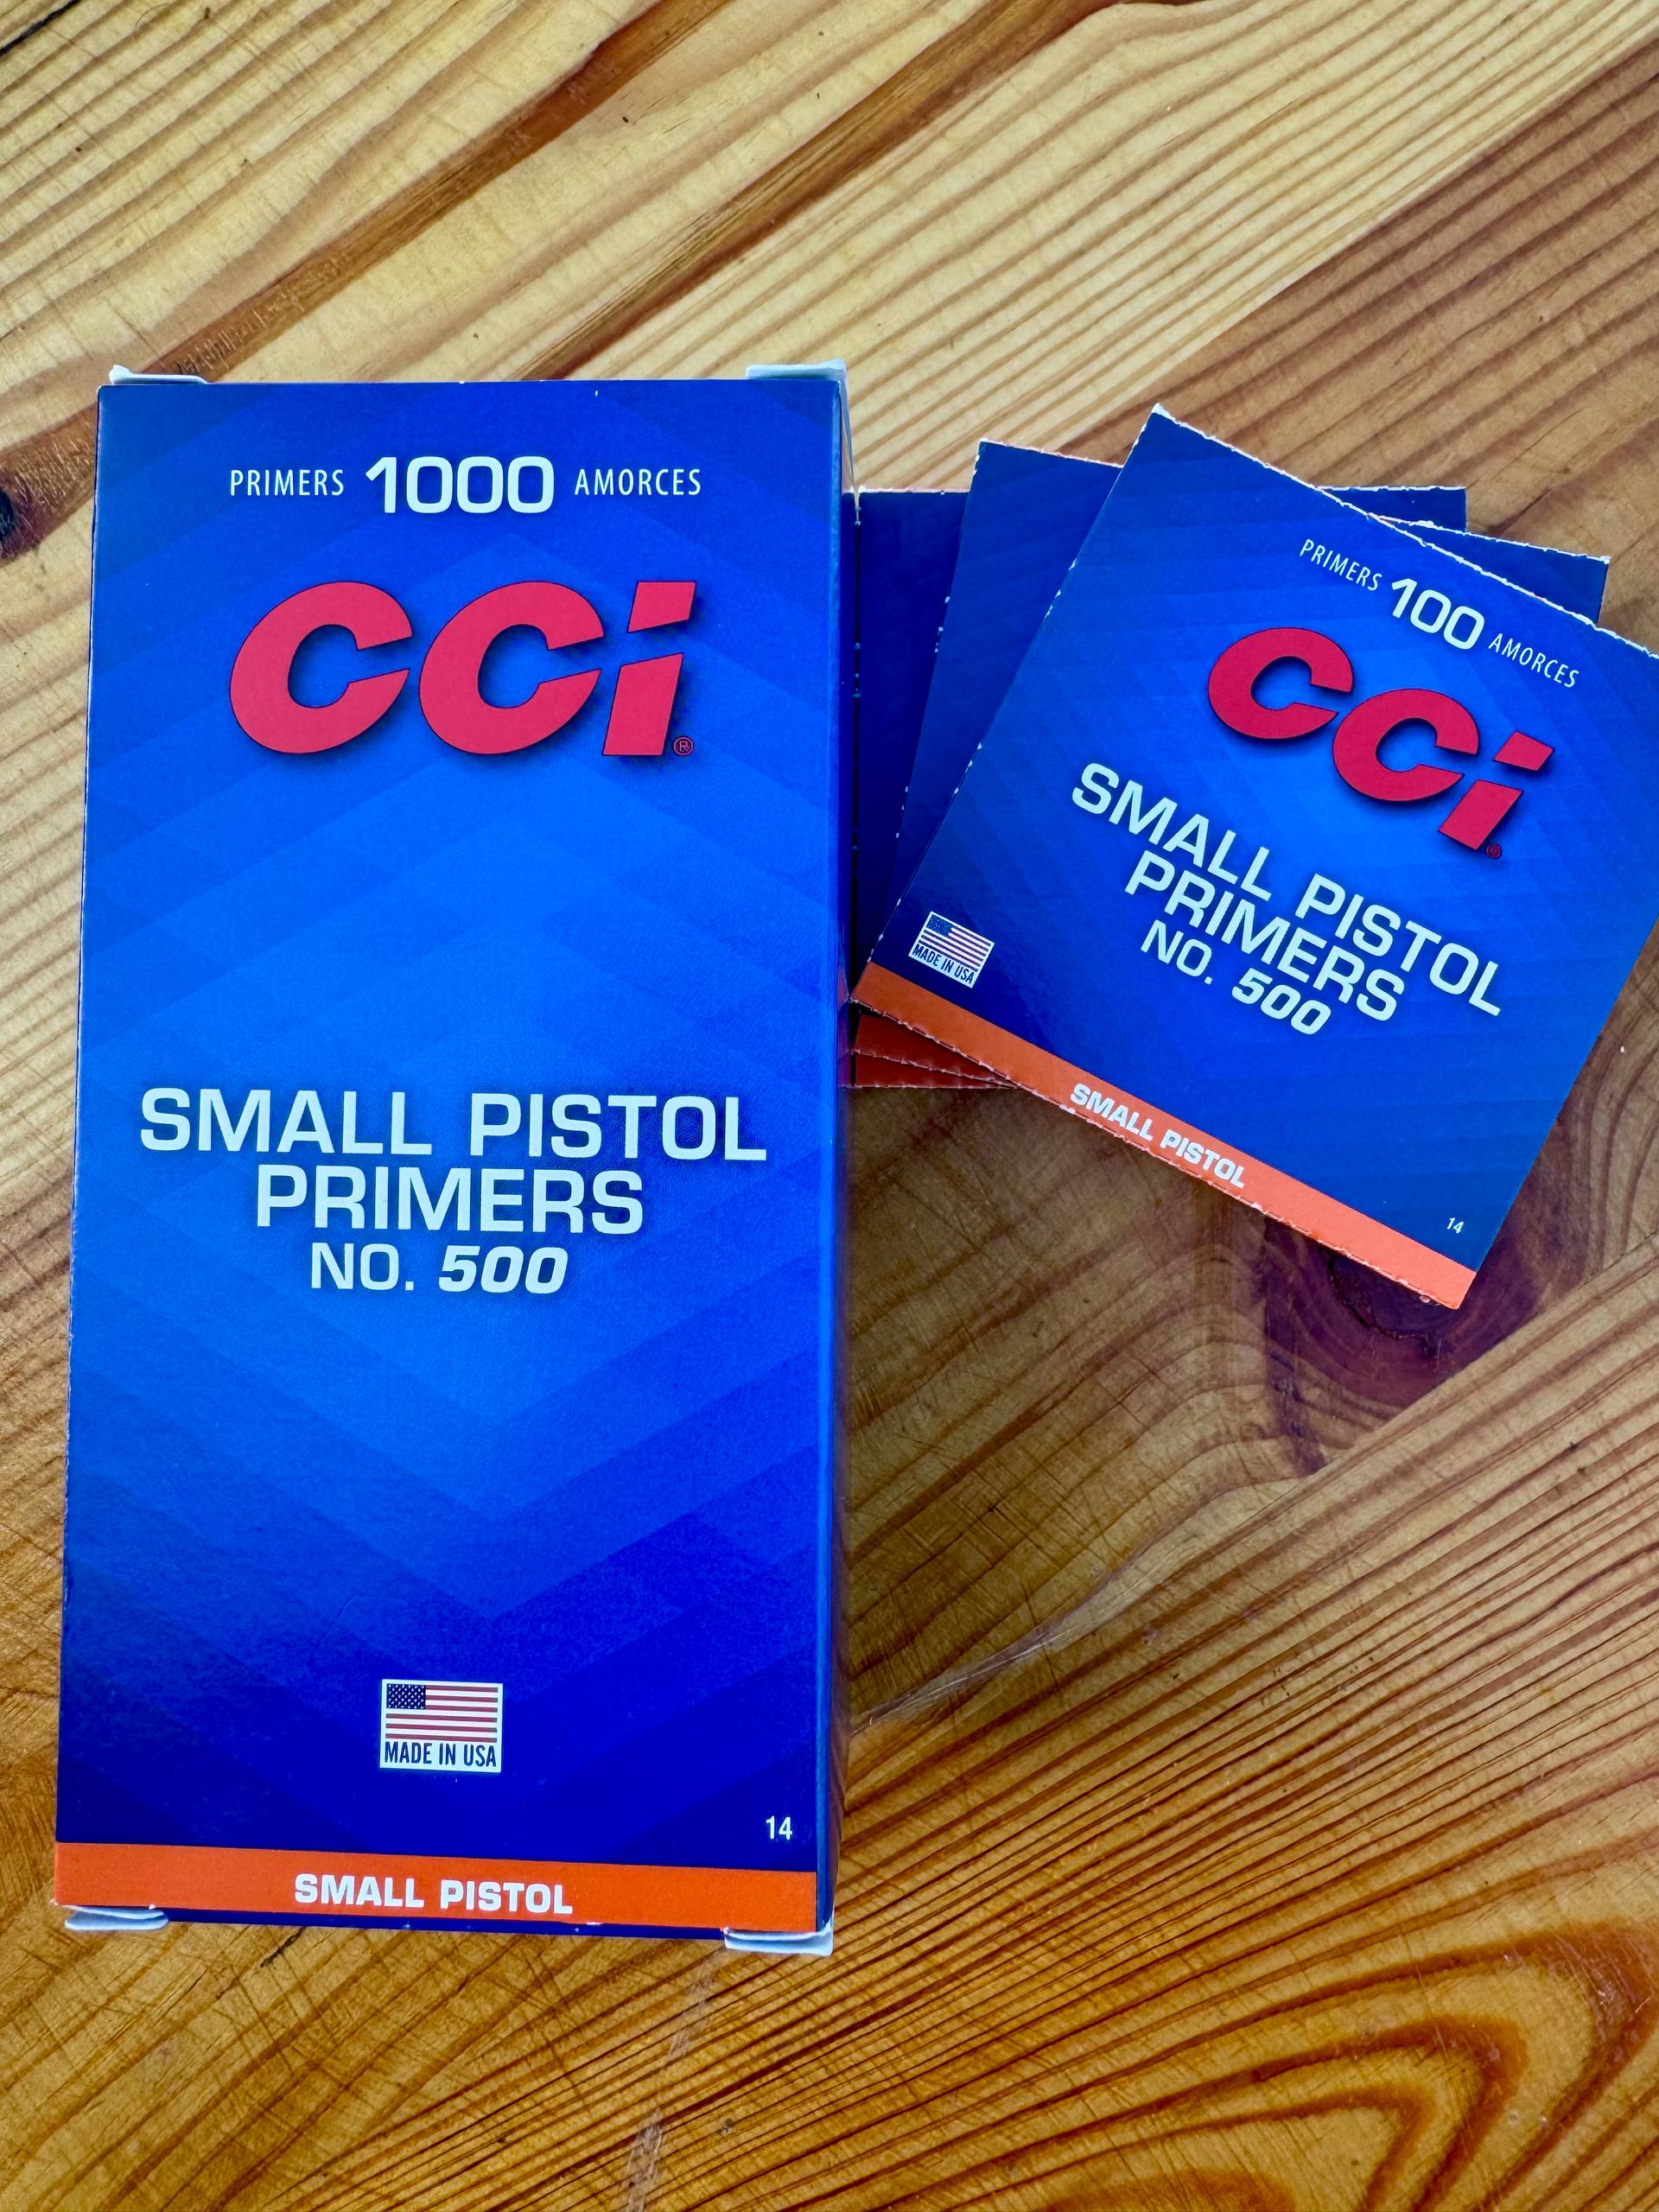 PRIMERS 1000 AMORCES
CCi®
SMALL PISTOL
PRIMERS
NO. 500
MADE IN USA
14
SMALL PISTOL
PRIMERS 100 AMORCES
CCi®
SMALL PISTOL
PRIMERS
NO. 500
MADE IN USA
SMALL PISTOL
14